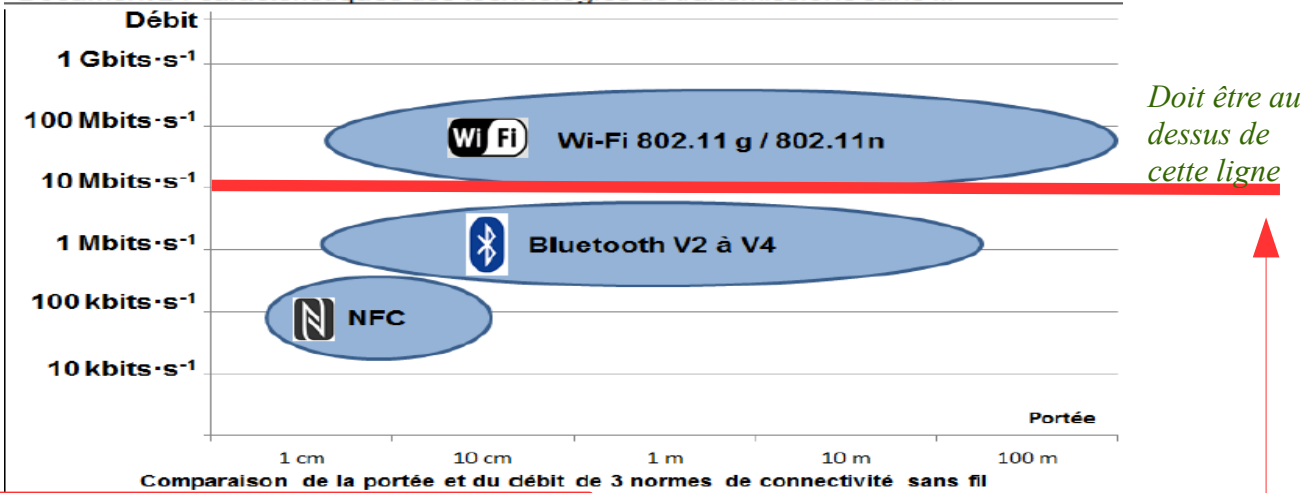 Débit
1 Gbits·s-1
100 Mbits·s-1
Wi Fi Wi-Fi 802.11 g / 802.11n
Doit être au
dessus de
cette ligne
10 Mbits·s-1
1 Mbits·s-1
Bluetooth V2 à V4
100 kbits·s-1
NFC
10 kbits·s-1
Portée
1 cm 10 cm 1 m 10 m 100 m
Comparaison de la portée et du débit de 3 normes de connectivité sans fil